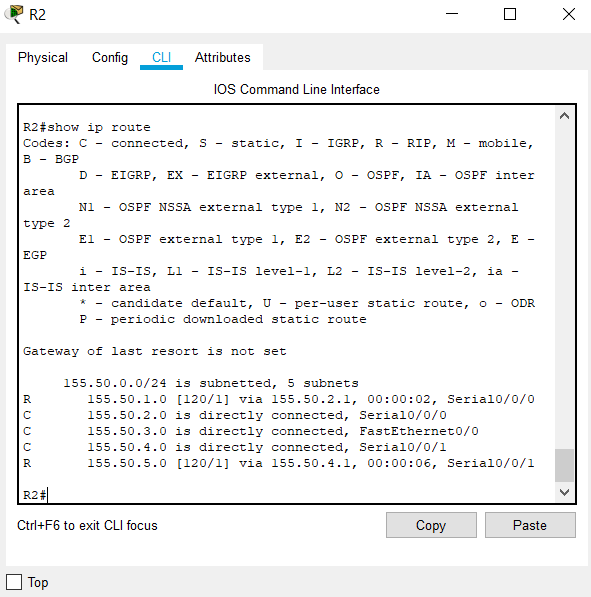 R2
Physical Config CLI Attributes
IOS Command Line Interface
R2#show ip route
Codes: C - connected, S - static, I - IGRP, R - RIP, M - mobile,
B - BGP
D - EIGRP, EX - EIGRP external, O - OSPF, IA - OSPF inter
area
N1 - OSPF NSSA external type 1, N2 - OSPF NSSA external
type 2
E1 - OSPF external type 1, E2 - OSPF external type 2, E -
EGP
i - IS-IS, L1 - IS-IS level-1, L2 - IS-IS level-2, ia -
IS-IS inter area
* - candidate default, U - per-user static route, o - ODR
P - periodic downloaded static route
Gateway of last resort is not set
155.50.0.0/24 is subnetted, 5 subnets
R 155.50.1.0 [120/1] via 155.50.2.1, 00:00:02, Serial0/0/0
C 155.50.2.0 is directly connected, Serial0/0/0
C 155.50.3.0 is directly connected, FastEthernet0/0
C 155.50.4.0 is directly connected, Serial0/0/1
R 155.50.5.0 [120/1] via 155.50.4.1, 00:00:06, Serial0/0/1
R2#
Ctrl+F6 to exit CLI focus
Copy Paste
Top